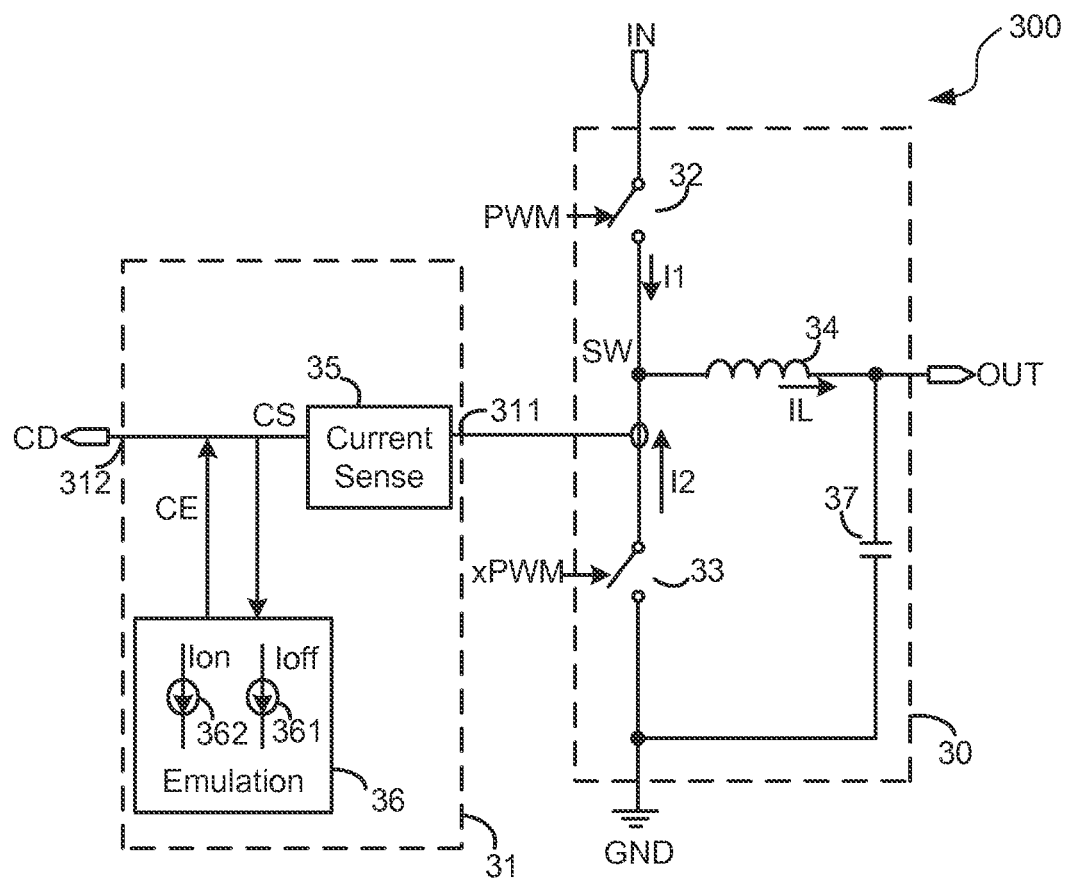 300
IN
32
PWM
I1
SW
34
OUT
IL
35
CS
311
CD
Current
Sense
312
I2
CE
37
xPWM
33
Ion
Ioff
362
361
Emulation
36
30
31
GND